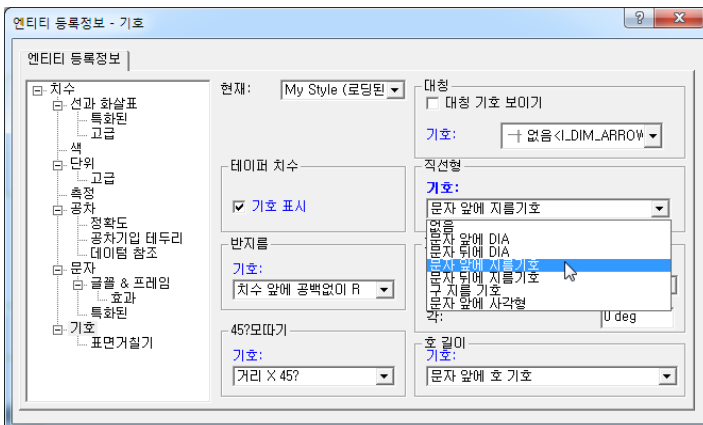 엔티티 등록정보 - 기호
엔티티 등록정보
치수
선과 화살표
특화된
고급
색
단위
고급
측정
공차
정확도
공차기입 테두리
데이텀 참조
문자
글꼴 & 프레임
효과
특화된
기호
표면거칠기
현재: My Style (로딩된
대칭
대칭 기호 보이기
기호: 없음<I_DIM_ARROW
테이퍼 치수
기호 표시
직선형
기호:
문자 앞에 지름기호
없음
문자 앞에 DIA
문자 뒤에 DIA
문자 앞에 지름기호
문자 뒤에 지름기호
구 지름 기호
문자 앞에 사각형
반지름
기호:
치수 앞에 공백없이 R
각: 0 deg
45?모따기
기호:
거리 X 45?
호 길이
기호:
문자 앞에 호 기호